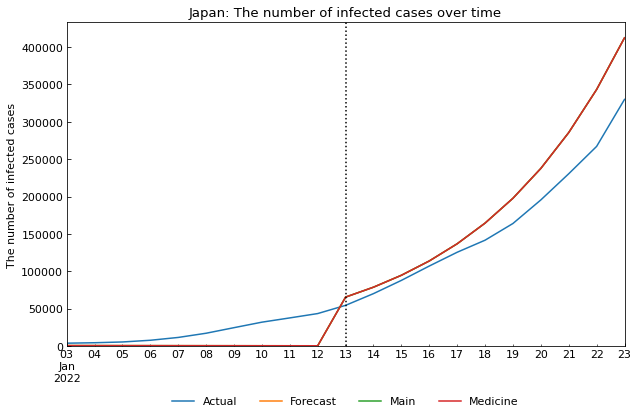 Japan: The number of infected cases over time
The number of infected cases
400000
350000
300000
250000
200000
150000
100000
50000
0
03 04 05 06 07 08 09 10 11 12 13 14 15 16 17 18 19 20 21 22 23
Jan
2022
Actual Forecast Main Medicine